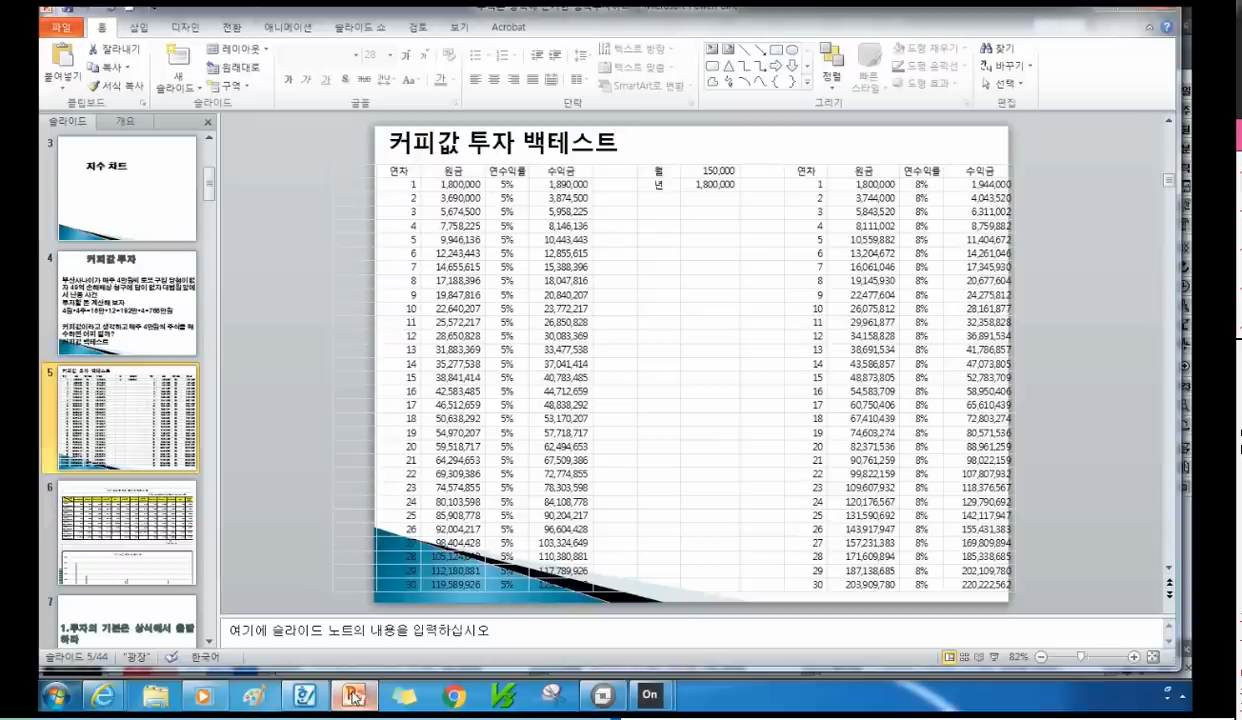 파일 홈 삽입 디자인 전환 애니메이션 슬라이드 쇼 검토 보기 Acrobat
잘라내기
복사
서식 복사
붙여넣기
클립보드
새 슬라이드
레이아웃
원래대로
구역
슬라이드
28
글꼴
텍스트 방향
텍스트 맞춤
SmartArt로 변환
단락
정렬
빠른 스타일
도형 채우기
도형 윤곽선
도형 효과
그리기
찾기
바꾸기
선택
편집
슬라이드 개요
3
지수 차트
4
커피값 투자
5
6
7
1.투자의 기본은 상식에서 출발하라
커피값 투자 백테스트
연차 원금 연수익률 수익금 월 150,000 연차 원금 연수익률 수익금
1 1,800,000 5% 1,890,000 년 1,800,000 1 1,800,000 8% 1,944,000
2 3,690,000 5% 3,874,500 2 3,744,000 8% 4,043,520
3 5,674,500 5% 5,958,225 3 5,843,520 8% 6,311,002
4 7,758,225 5% 8,146,136 4 8,111,002 8% 8,759,882
5 9,946,136 5% 10,443,443 5 10,559,882 8% 11,404,672
6 12,243,443 5% 12,855,615 6 13,204,672 8% 14,261,046
7 14,655,615 5% 15,388,396 7 16,061,046 8% 17,345,930
8 17,188,396 5% 18,047,816 8 19,145,930 8% 20,677,604
9 19,847,816 5% 20,840,207 9 22,477,604 8% 24,275,812
10 22,640,207 5% 23,772,217 10 26,075,812 8% 28,161,877
11 25,572,217 5% 26,850,828 11 29,961,877 8% 32,358,828
12 28,650,828 5% 30,083,369 12 34,158,828 8% 36,891,534
13 31,883,369 5% 33,477,538 13 38,691,534 8% 41,786,857
14 35,277,538 5% 37,041,414 14 43,586,857 8% 47,073,805
15 38,841,414 5% 40,783,485 15 48,873,805 8% 52,783,709
16 42,583,485 5% 44,712,659 16 54,583,709 8% 58,950,406
17 46,512,659 5% 48,838,292 17 60,750,406 8% 65,610,439
18 50,638,292 5% 53,170,207 18 67,410,439 8% 72,803,274
19 54,970,207 5% 57,718,717 19 74,603,274 8% 80,571,536
20 59,518,717 5% 62,494,653 20 82,371,536 8% 88,961,259
21 64,294,653 5% 67,509,386 21 90,761,259 8% 98,022,159
22 69,309,386 5% 72,774,855 22 99,822,159 8% 107,807,932
23 74,574,855 5% 78,303,598 23 109,607,932 8% 118,376,567
24 80,103,598 5% 84,108,778 24 120,176,567 8% 129,790,692
25 85,908,778 5% 90,204,217 25 131,590,692 8% 142,117,947
26 92,004,217 5% 96,604,428 26 143,917,947 8% 155,431,383
27 98,404,428 5% 103,324,649 27 157,231,383 8% 169,809,894
28 5% 110,380,881 28 171,609,894 8% 185,338,685
29 112,180,881 5% 117,789,926 29 187,138,685 8% 202,109,780
30 119,589,926 5% 30 203,909,780 8% 220,222,562
여기에 슬라이드 노트의 내용을 입력하십시오
슬라이드 5/44 "광장" 한국어 82%
On